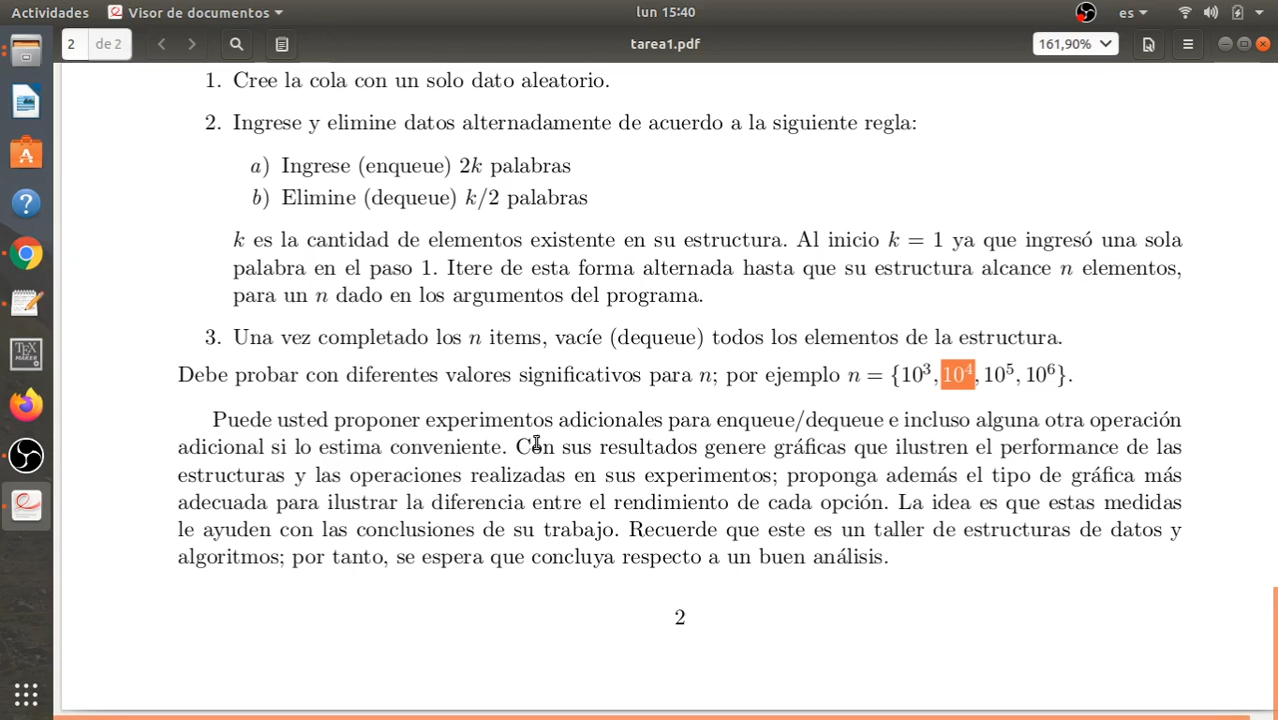 Actividades Visor de documentos lun 15:40 es
2 de 2 tarea1.pdf 161,90%
1. Cree la cola con un solo dato aleatorio.
2. Ingrese y elimine datos alternadamente de acuerdo a la siguiente regla:
a) Ingrese (enqueue) 2k palabras
b) Elimine (dequeue) k/2 palabras
k es la cantidad de elementos existente en su estructura. Al inicio k = 1 ya que ingresó una sola
palabra en el paso 1. Itere de esta forma alternada hasta que su estructura alcance n elementos,
para un n dado en los argumentos del programa.
3. Una vez completado los n items, vacíe (dequeue) todos los elementos de la estructura.
Debe probar con diferentes valores significativos para n; por ejemplo n = {10³, 10⁴, 10⁵, 10⁶}.
Puede usted proponer experimentos adicionales para enqueue/dequeue e incluso alguna otra operación
adicional si lo estima conveniente. Con sus resultados genere gráficas que ilustren el performance de las
estructuras y las operaciones realizadas en sus experimentos; proponga además el tipo de gráfica más
adecuada para ilustrar la diferencia entre el rendimiento de cada opción. La idea es que estas medidas
le ayuden con las conclusiones de su trabajo. Recuerde que este es un taller de estructuras de datos y
algoritmos; por tanto, se espera que concluya respecto a un buen análisis.
2